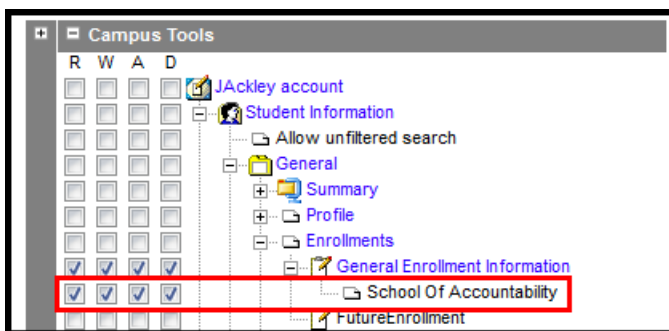 Campus Tools
R W A D
JAckley account
Student Information
Allow unfiltered search
General
Summary
Profile
Enrollments
General Enrollment Information
School Of Accountability
FutureEnrollment